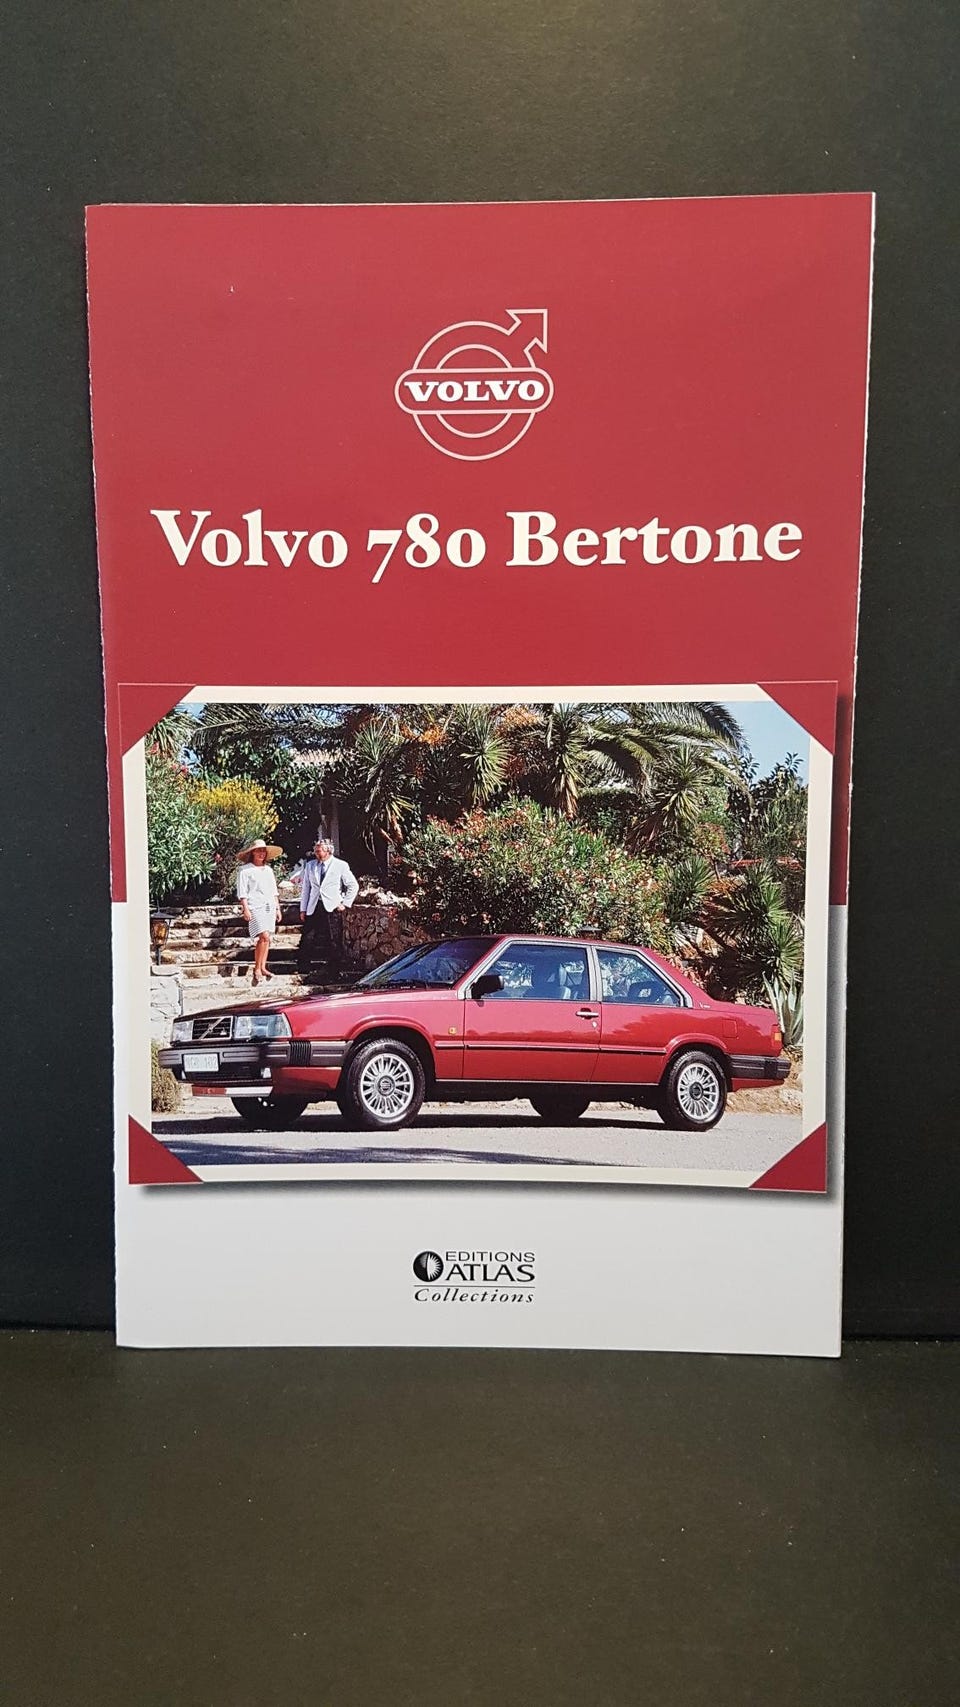 VOLVO
Volvo 780 Bertone
EDITIONS
ATLAS
Collections